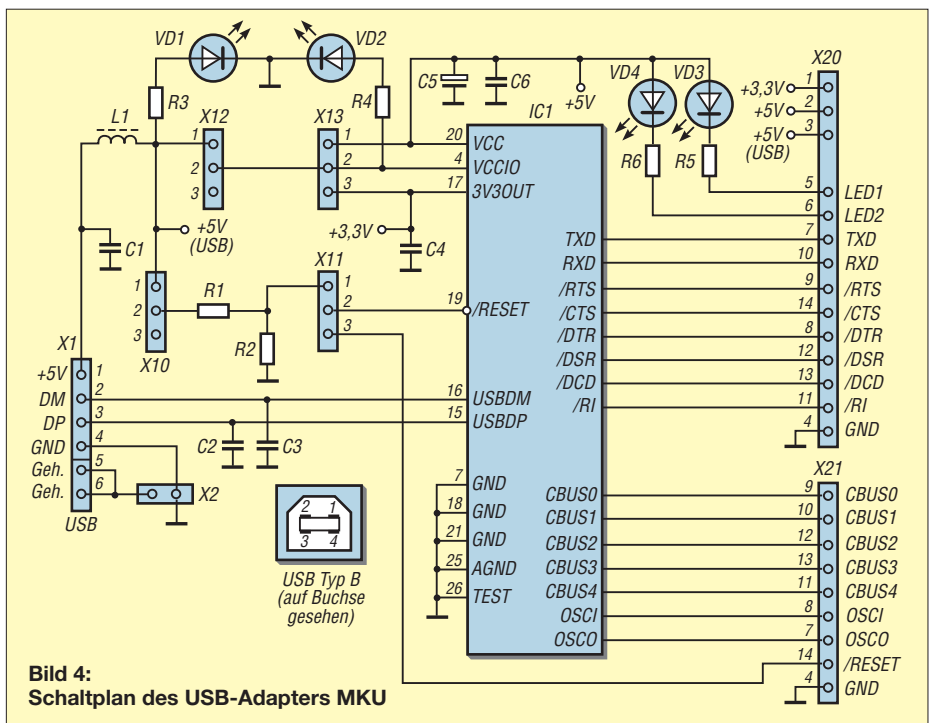 VD1
VD2
R3
R4
L1
X12
1
2
3
X13
1
2
3
C5
C6
+5V
VD4
VD3
R6
R5
X20
+3,3V 1
+5V 2
+5V 3
(USB)
5 LED1
6 LED2
7 TXD
10 RXD
9 /RTS
14 /CTS
8 /DTR
12 /DSR
13 /DCD
11 /RI
4 GND
IC1
20 VCC
4 VCCIO
17 3V3OUT
19 /RESET
16 USBDM
15 USBDP
7 GND
18 GND
21 GND
25 AGND
26 TEST
TXD
RXD
/RTS
/CTS
/DTR
/DSR
/DCD
/RI
CBUS0
CBUS1
CBUS2
CBUS3
CBUS4
OSCI
OSCO
C1
+5V
(USB)
+3,3V
C4
X11
1
2
3
1
2
3
X10
R1
R2
X1
+5V 1
DM 2
DP 3
GND 4
Geh. 5
Geh. 6
USB
X2
C2
C3
2 1
3 4
USB Typ B
(auf Buchse
gesehen)
X21
9 CBUS0
10 CBUS1
12 CBUS2
13 CBUS3
11 CBUS4
8 OSCI
7 OSCO
14 /RESET
4 GND
Bild 4:
Schaltplan des USB-Adapters MKU